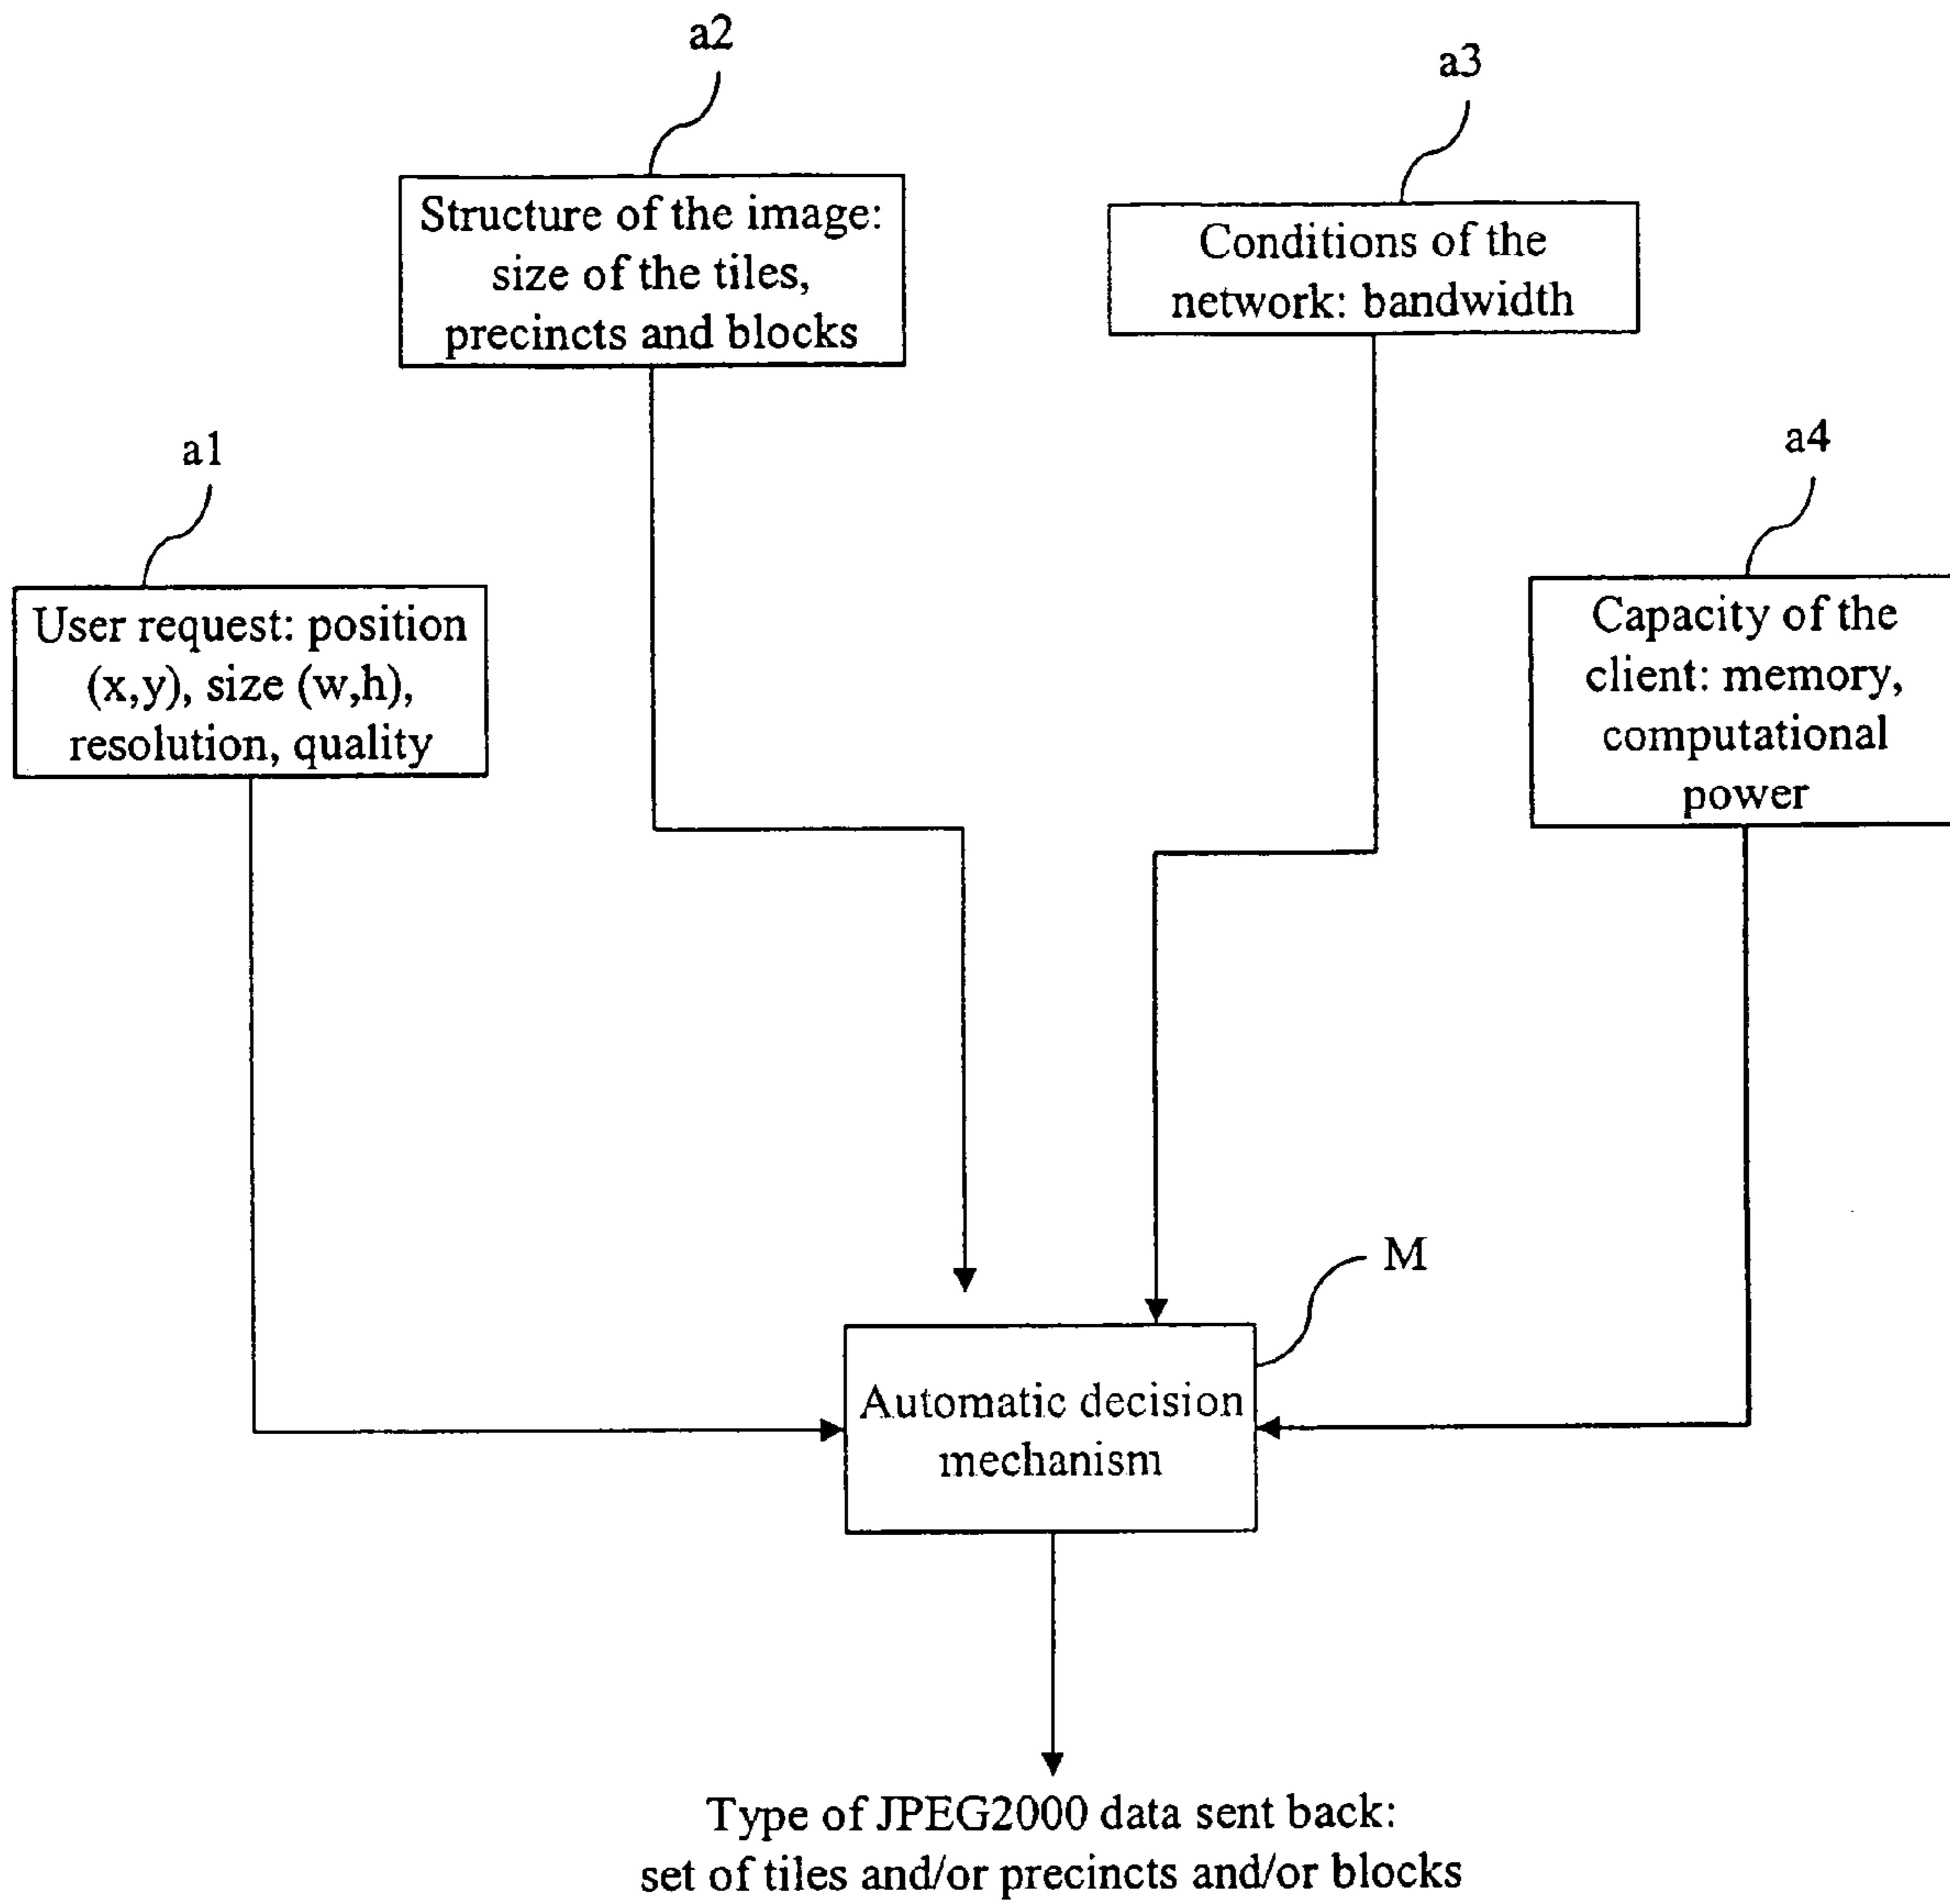 a2
a3
Structure of the image:
size of the tiles,
precincts and blocks
Conditions of the
network: bandwidth
a1
a4
User request: position
(x,y), size (w,h),
resolution, quality
Capacity of the
client: memory,
computational
power
M
Automatic decision
mechanism
Type of JPEG2000 data sent back:
set of tiles and/or precincts and/or blocks